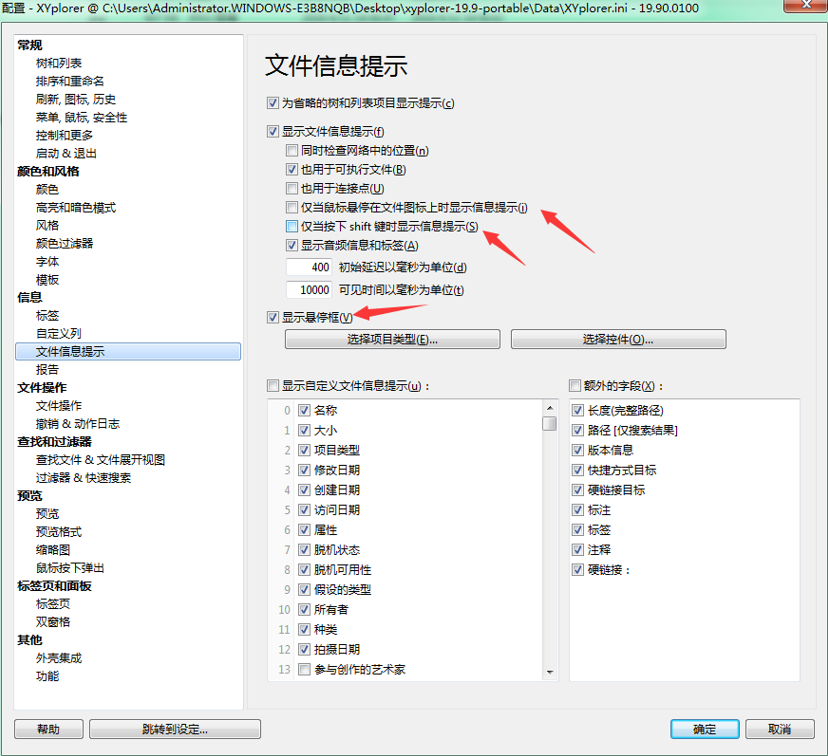 配置 - XYplorer @ C:\Users\Administrator.WINDOWS-E3B8NQB\Desktop\xyplorer-19.9-portable\Data\XYplorer.ini - 19.90.0100
常规
树和列表
排序和重命名
刷新, 图标, 历史
菜单, 鼠标, 安全性
控制和更多
启动 & 退出
颜色和风格
颜色
高亮和暗色模式
风格
颜色过滤器
字体
模板
信息
标签
自定义列
文件信息提示
报告
文件操作
文件操作
撤销 & 动作日志
查找和过滤器
查找文件 & 文件展开视图
过滤器 & 快速搜索
预览
预览
预览格式
缩略图
鼠标按下弹出
标签页和面板
标签页
双窗格
其他
外壳集成
功能
文件信息提示
为省略的树和列表项目显示提示(c)
显示文件信息提示(f)
同时检查网络中的位置(n)
也用于可执行文件(B)
也用于连接点(U)
仅当鼠标悬停在文件图标上时显示信息提示(i)
仅当按下 shift 键时显示信息提示(S)
显示音频信息和标签(A)
400 初始延迟以毫秒为单位(d)
10000 可见时间以毫秒为单位(t)
显示悬停框(V)
选择项目类型(E)... 选择控件(O)...
显示自定义文件信息提示(u)：
0 名称
1 大小
2 项目类型
3 修改日期
4 创建日期
5 访问日期
6 属性
7 脱机状态
8 脱机可用性
9 假设的类型
10 所有者
11 种类
12 拍摄日期
13 参与创作的艺术家
额外的字段(X)：
长度(完整路径)
路径 [仅搜索结果]
版本信息
快捷方式目标
硬链接目标
标注
标签
注释
硬链接：
帮助 跳转到设定... 确定 取消